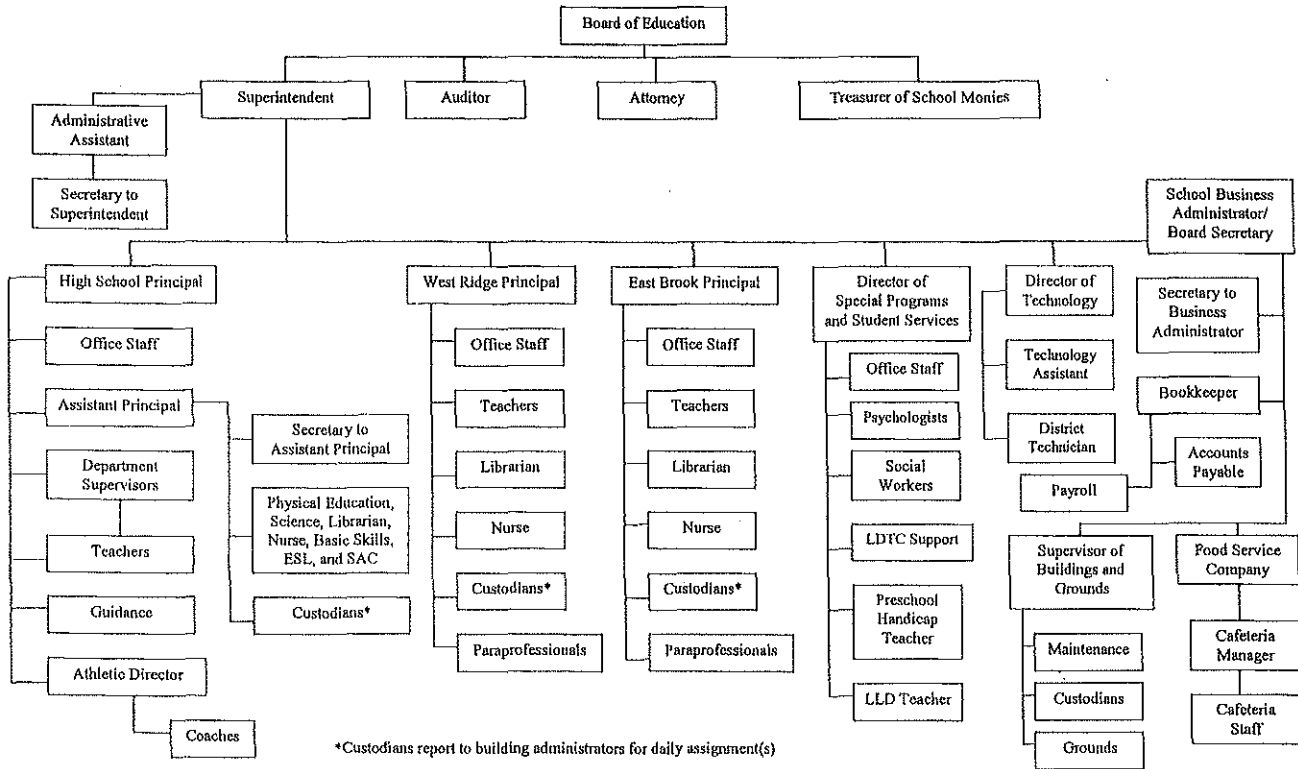 Board of Education
Superintendent
Auditor
Attorney
Treasurer of School Monies
Administrative
Assistant
Secretary to
Superintendent
School Business
Administrator/
Board Secretary
High School Principal
West Ridge Principal
East Brook Principal
Director of
Special Programs
and Student Services
Director of
Technology
Secretary to
Business
Administrator
Office Staff
Assistant Principal
Secretary to
Assistant Principal
Department
Supervisors
Physical Education,
Science, Librarian,
Nurse, Basic Skills,
ESL, and SAC
Teachers
Guidance
Custodians*
Athletic Director
Coaches
Office Staff
Teachers
Librarian
Nurse
Custodians*
Paraprofessionals
Office Staff
Teachers
Librarian
Nurse
Custodians*
Paraprofessionals
Office Staff
Psychologists
Social
Workers
LDTC Support
Preschool
Handicap
Teacher
LLD Teacher
Technology
Assistant
District
Technician
Bookkeeper
Accounts
Payable
Payroll
Supervisor of
Buildings and
Grounds
Maintenance
Custodians
Grounds
Food Service
Company
Cafeteria
Manager
Cafeteria
Staff
*Custodians report to building administrators for daily assignment(s)